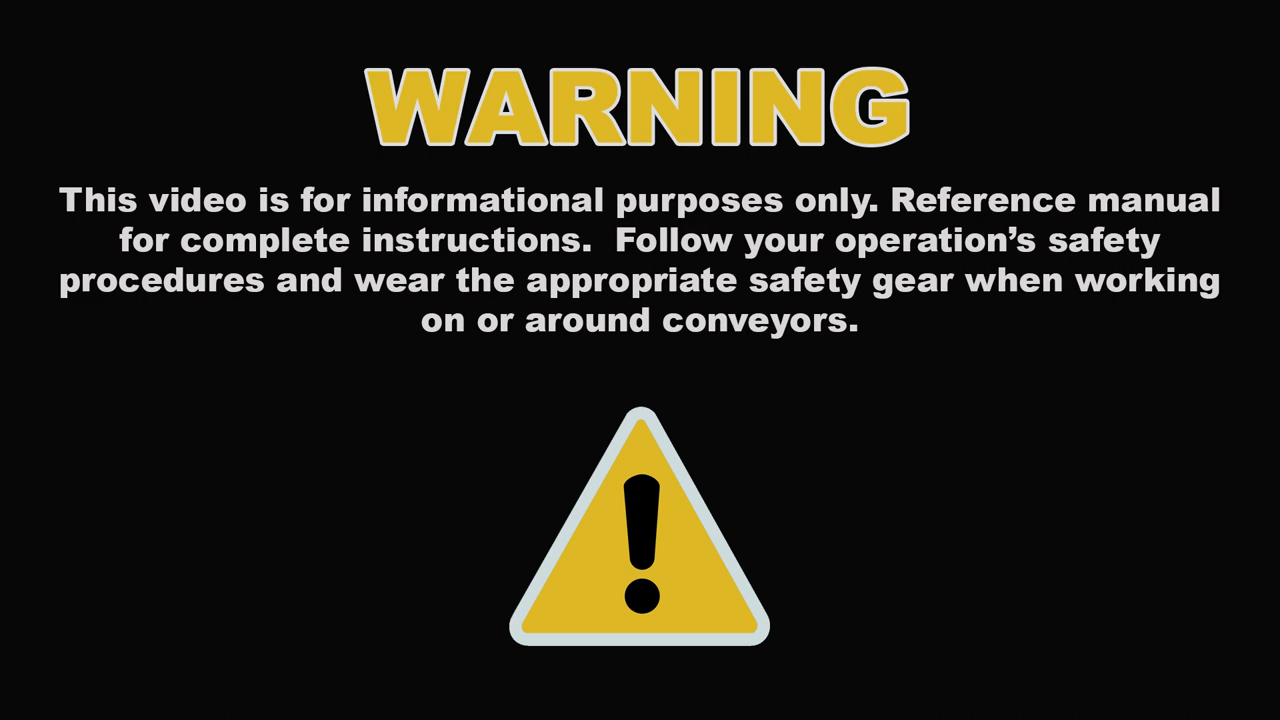 WARNING
This video is for informational purposes only. Reference manual
for complete instructions.  Follow your operation’s safety
procedures and wear the appropriate safety gear when working
on or around conveyors.